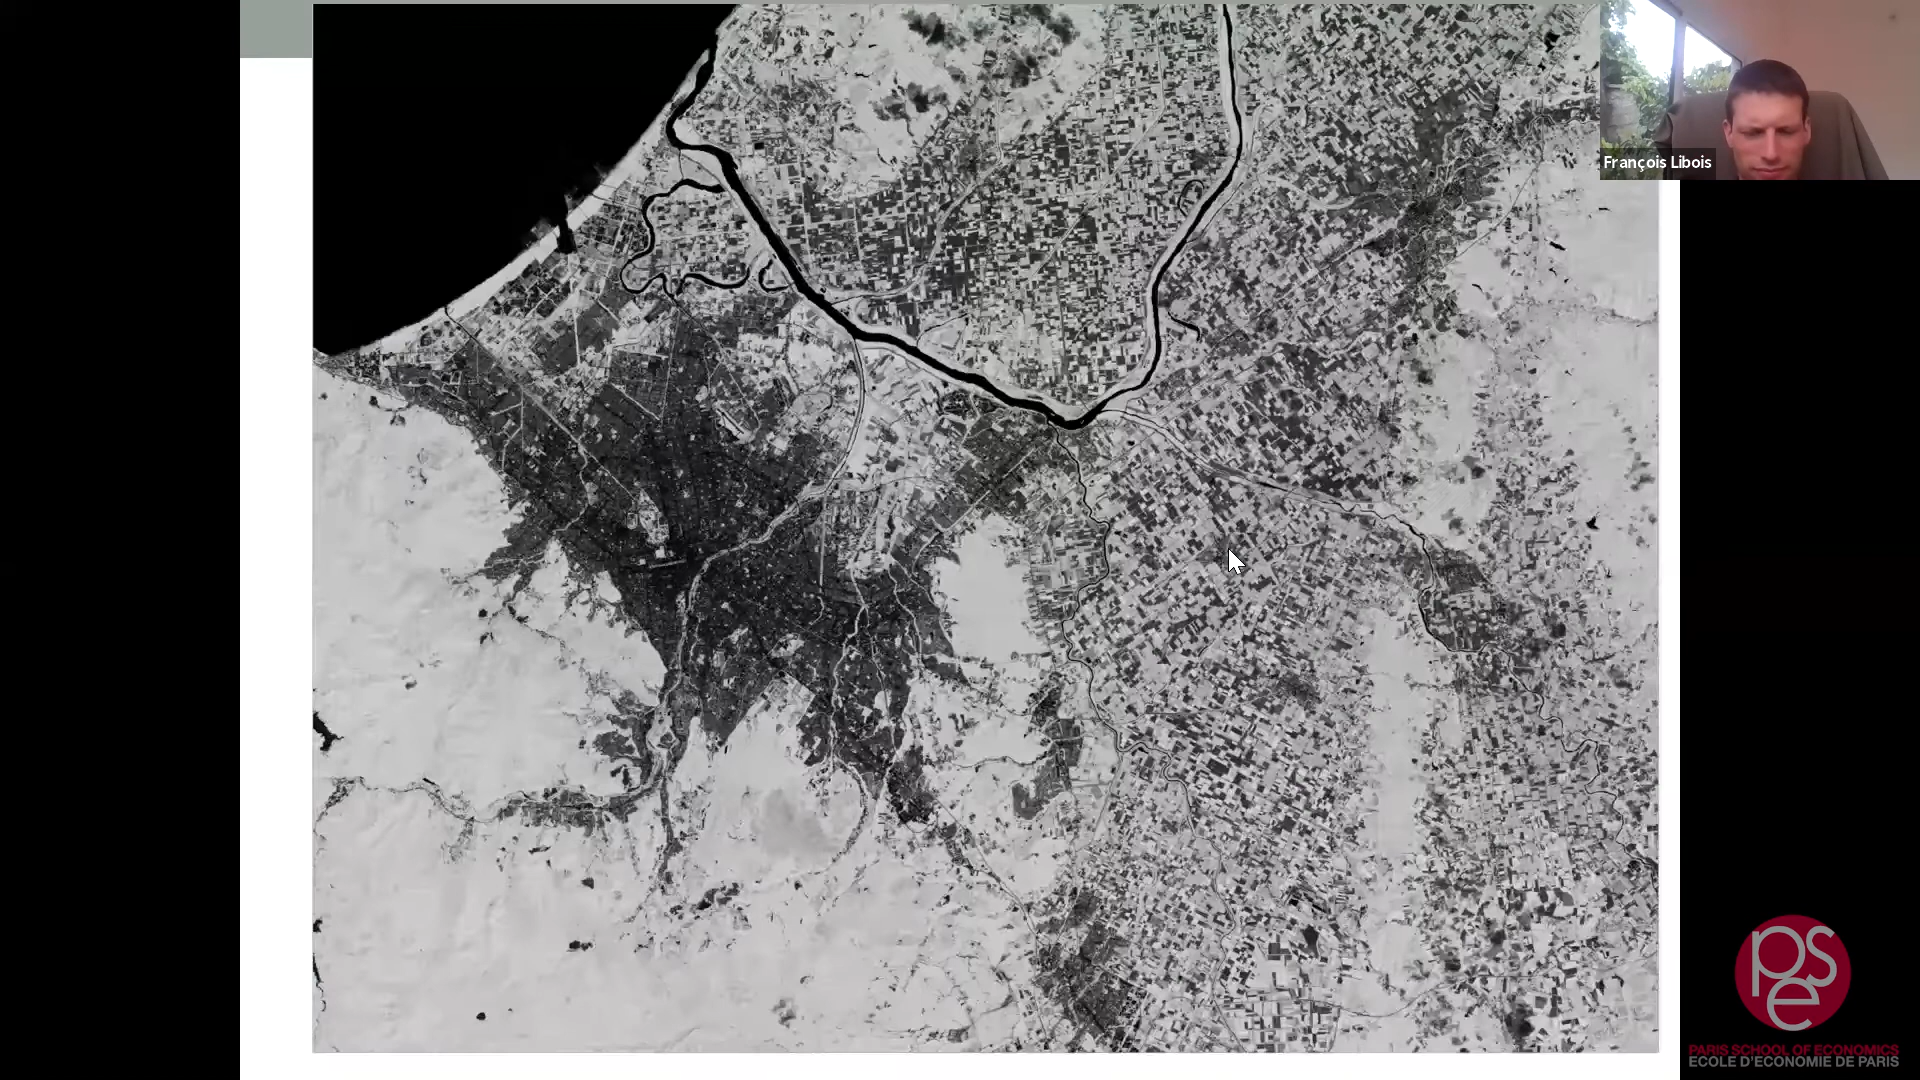 François Libois
pse
PARIS SCHOOL OF ECONOMICS
ECOLE D'ECONOMIE DE PARIS